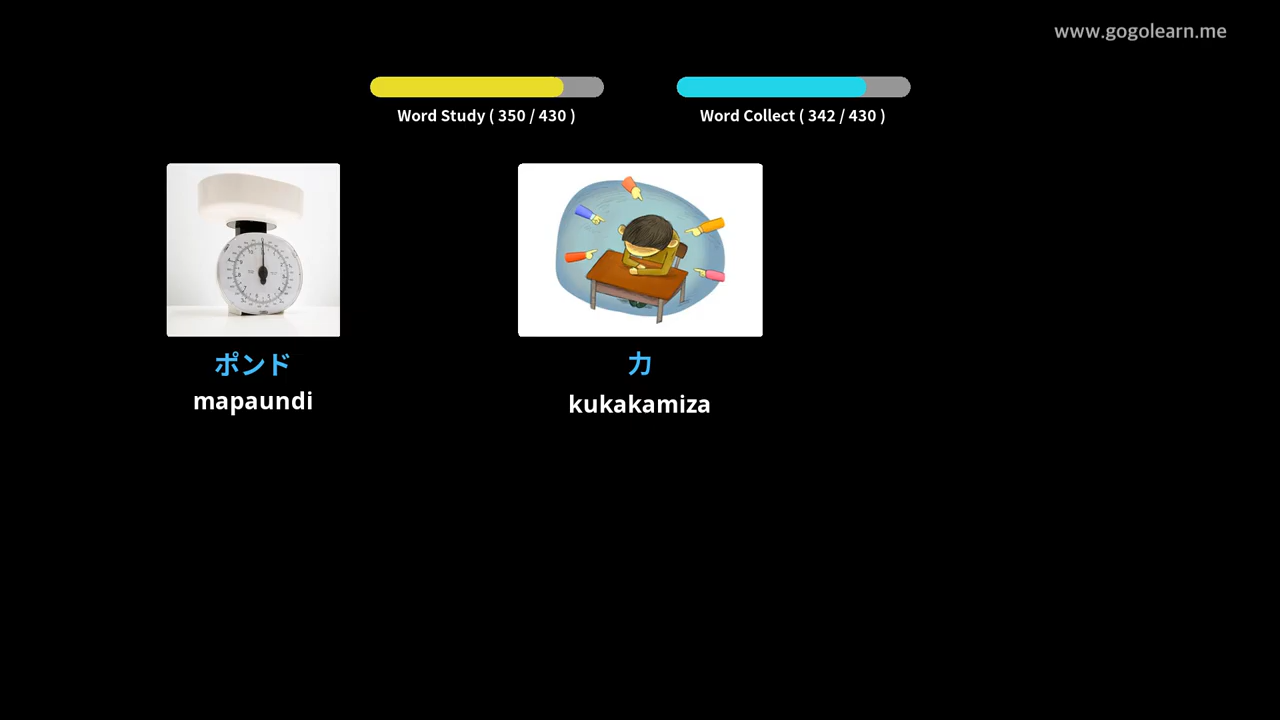 www.gogolearn.me
Word Study ( 350 / 430 )
Word Collect ( 342 / 430 )
ポンド
mapaundi
力
kukakamiza